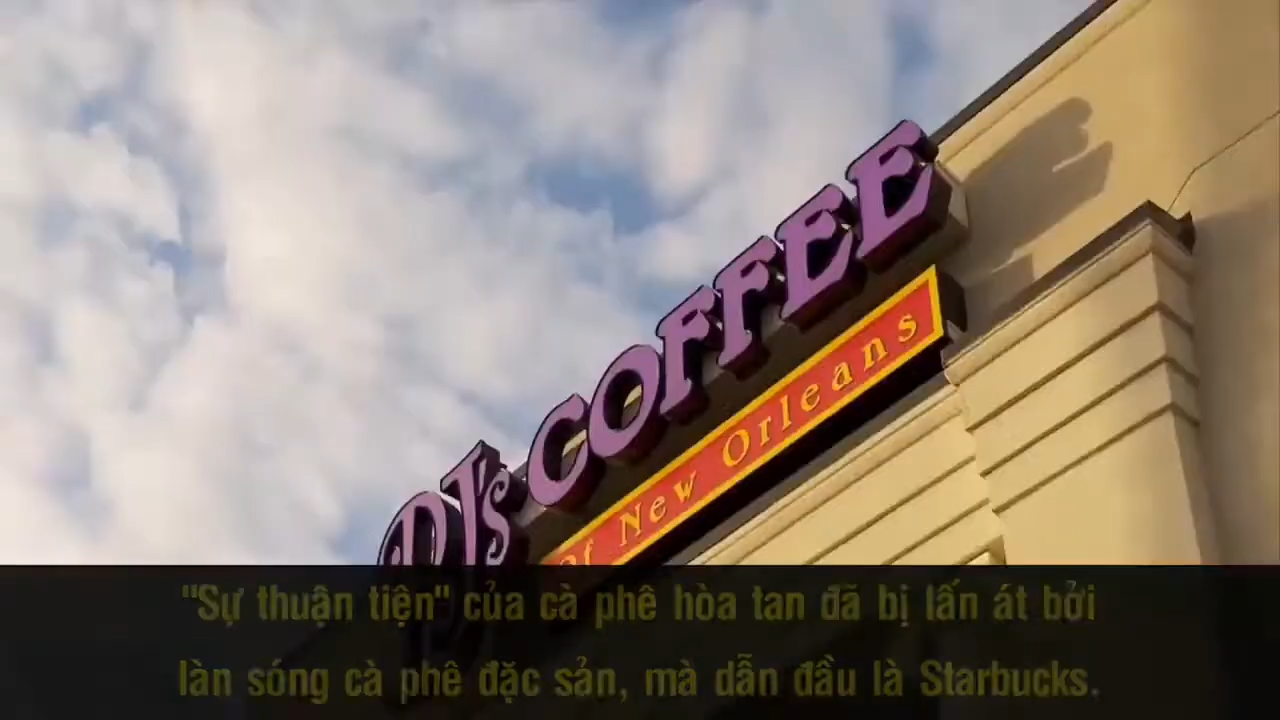 PJ's COFFEE
Of New Orleans
"Sự thuận tiện" của cà phê hòa tan đã bị lấn át bởi
làn sóng cà phê đặc sản, mà dẫn đầu là Starbucks.